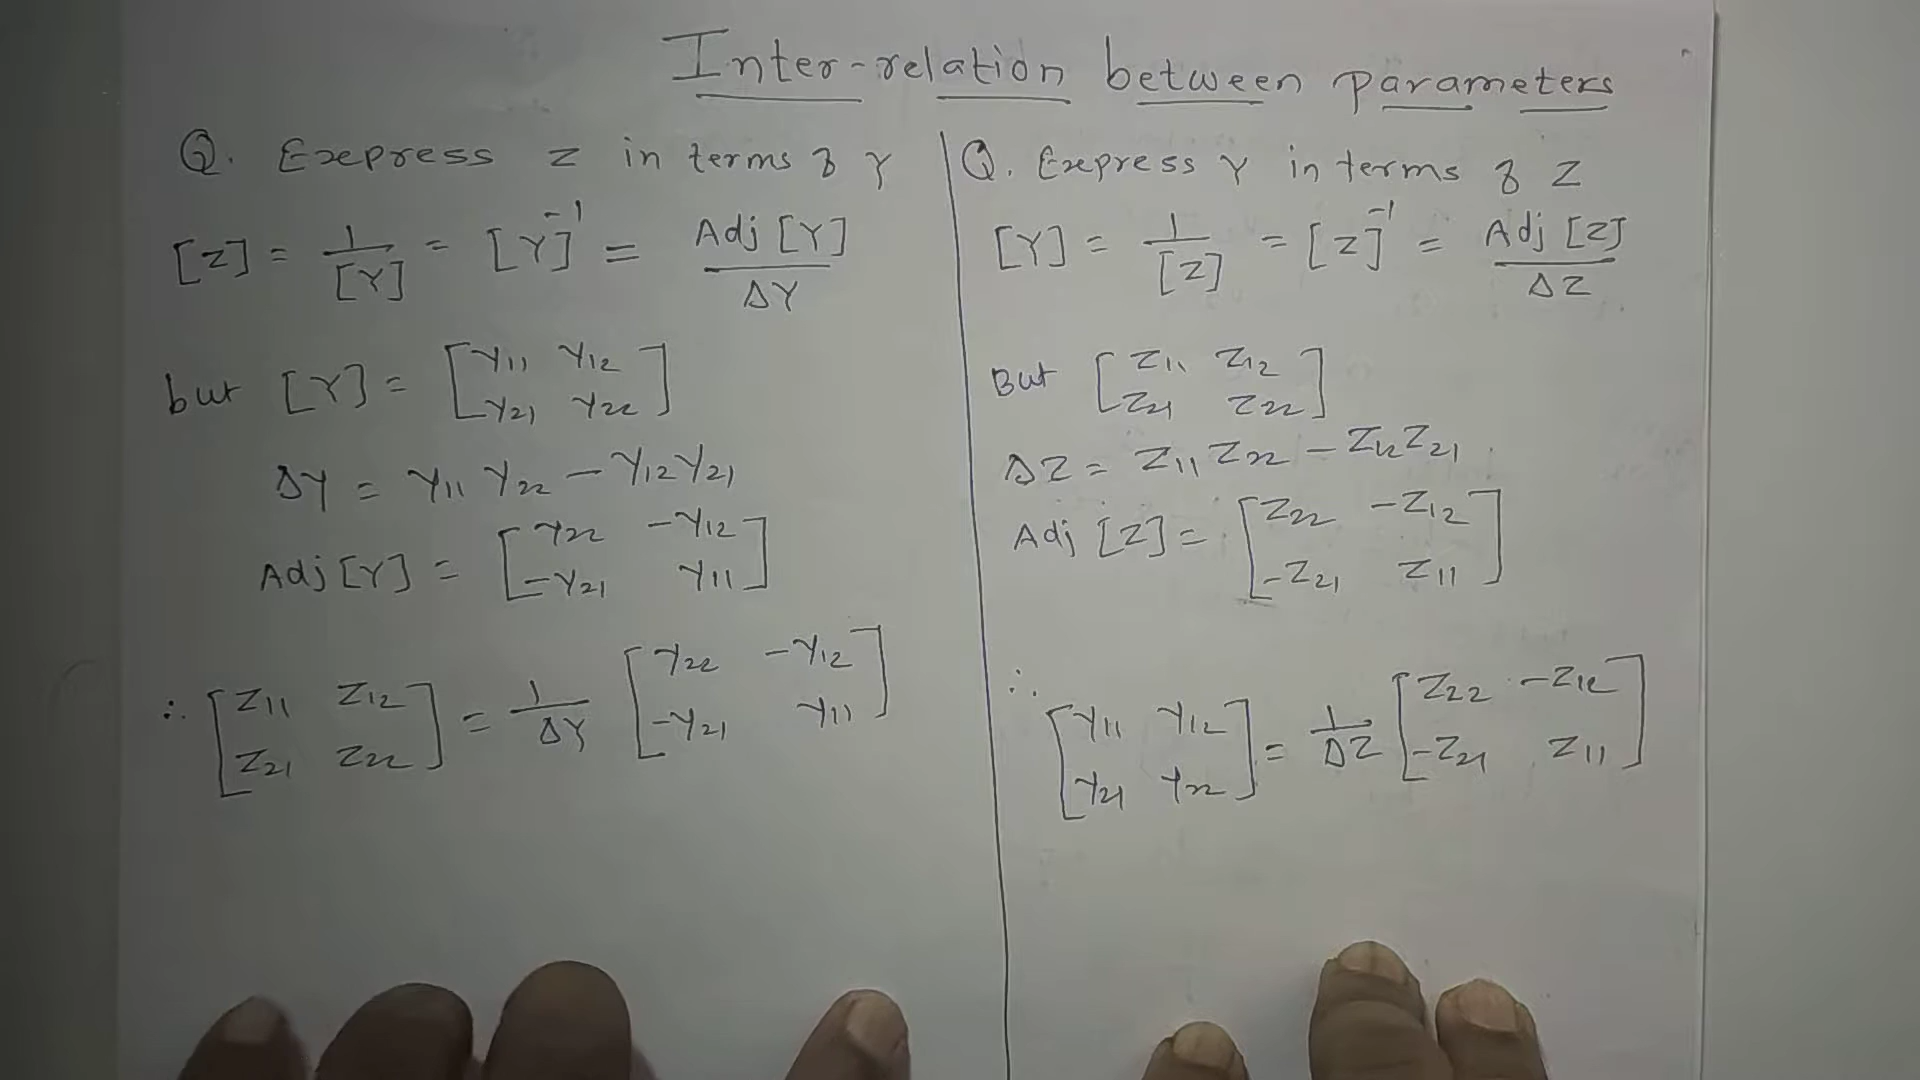 Inter-relation between parameters
Q. Express Z in terms of Y
[Z] = 1/[Y] = [Y]⁻¹ = Adj [Y]/ΔY
but [Y] = [Y11 Y12
Y21 Y22]
ΔY = Y11 Y22 - Y12 Y21
Adj [Y] = [Y22 -Y12
-Y21 Y11]
∴ [Z11 Z12
Z21 Z22] = 1/ΔY [Y22 -Y12
-Y21 Y11]
Q. Express Y in terms of Z
[Y] = 1/[Z] = [Z]⁻¹ = Adj [Z]/ΔZ
But [Z11 Z12
Z21 Z22]
ΔZ = Z11 Z22 - Z12 Z21
Adj [Z] = [Z22 -Z12
-Z21 Z11]
∴ [Y11 Y12
Y21 Y22] = 1/ΔZ [Z22 -Z12
-Z21 Z11]